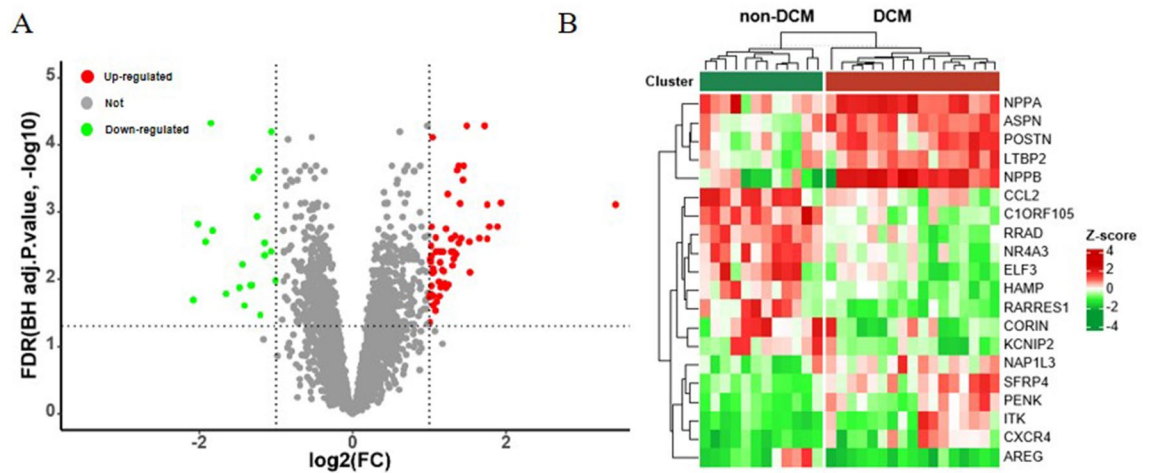 A
B
Up-regulated
Not
Down-regulated
FDR(BH adj.P.value, -log10)
5
4
3
2
1
0
-2
0
2
log2(FC)
non-DCM
DCM
Cluster
NPPA
ASPN
POSTN
LTBP2
NPPB
CCL2
C1ORF105
RRAD
NR4A3
ELF3
HAMP
RARRES1
CORIN
KCNIP2
NAP1L3
SFRP4
PENK
ITK
CXCR4
AREG
Z-score
4
2
0
-2
-4